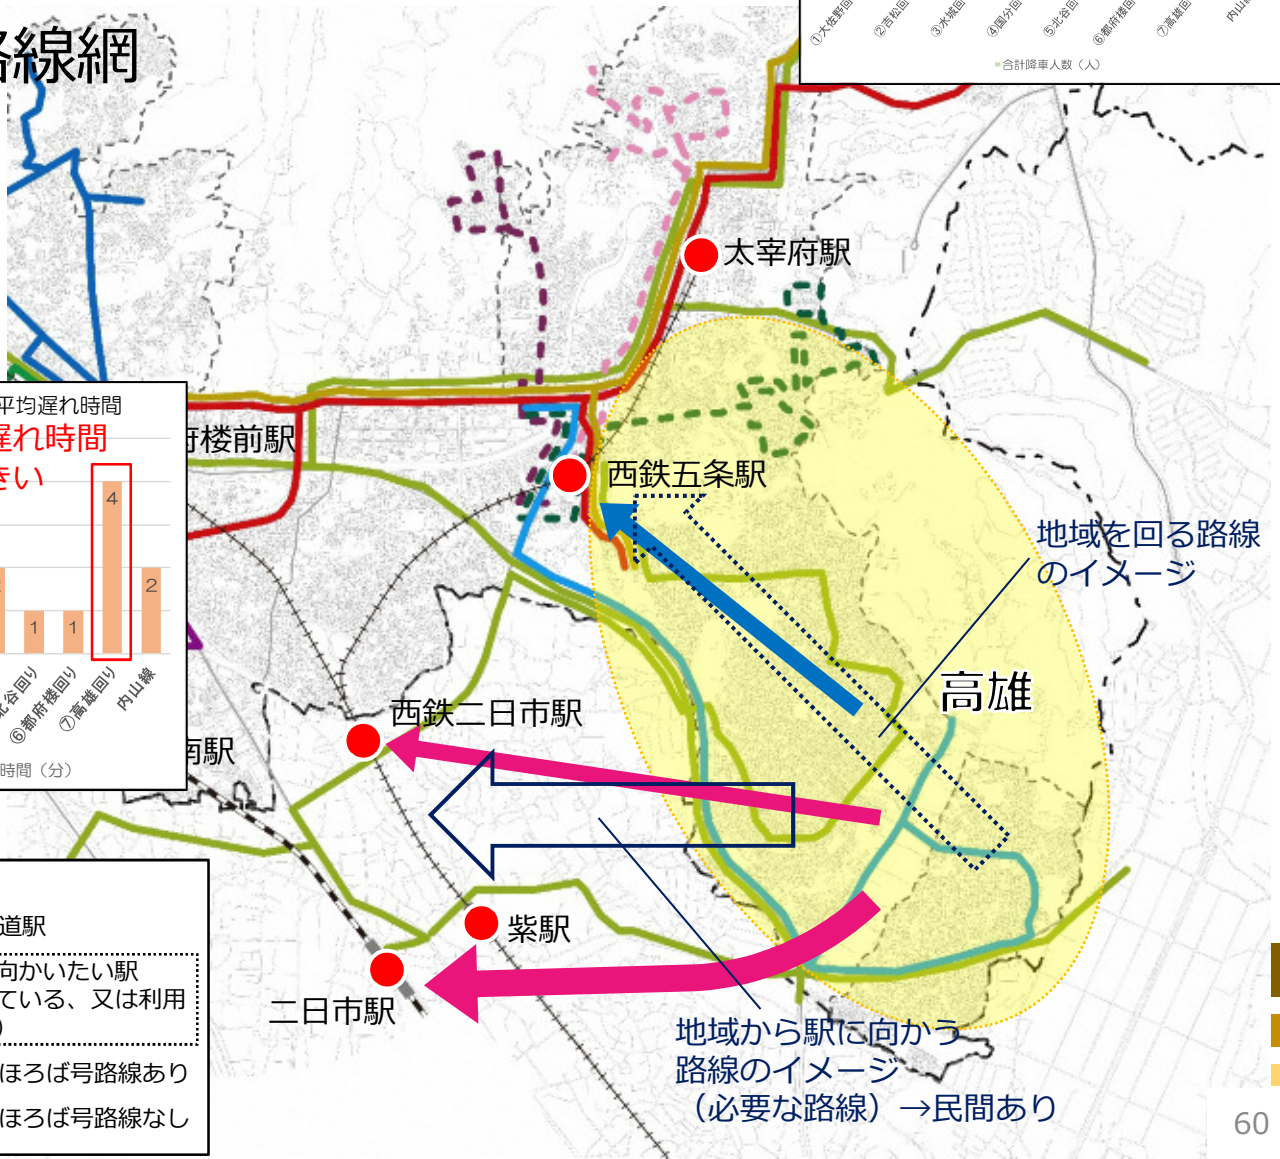 路線網
①大佐野回
②吉松回
③水城回
④国分回
⑤北谷回
⑥都府楼回
⑦高雄回
内山線
合計降車人数（人）
太宰府駅
平均遅れ時間
遅れ時間
きい
府楼前駅
4
2
1
1
北谷回り
⑥都府楼回り
⑦高雄回り
内山線
時間（分）
西鉄五条駅
地域を回る路線
のイメージ
高雄
西鉄二日市駅
南駅
紫駅
二日市駅
道駅
向かいたい駅
ている、又は利用
）
ほろば号路線あり
ほろば号路線なし
地域から駅に向かう
路線のイメージ
（必要な路線）→民間あり
60